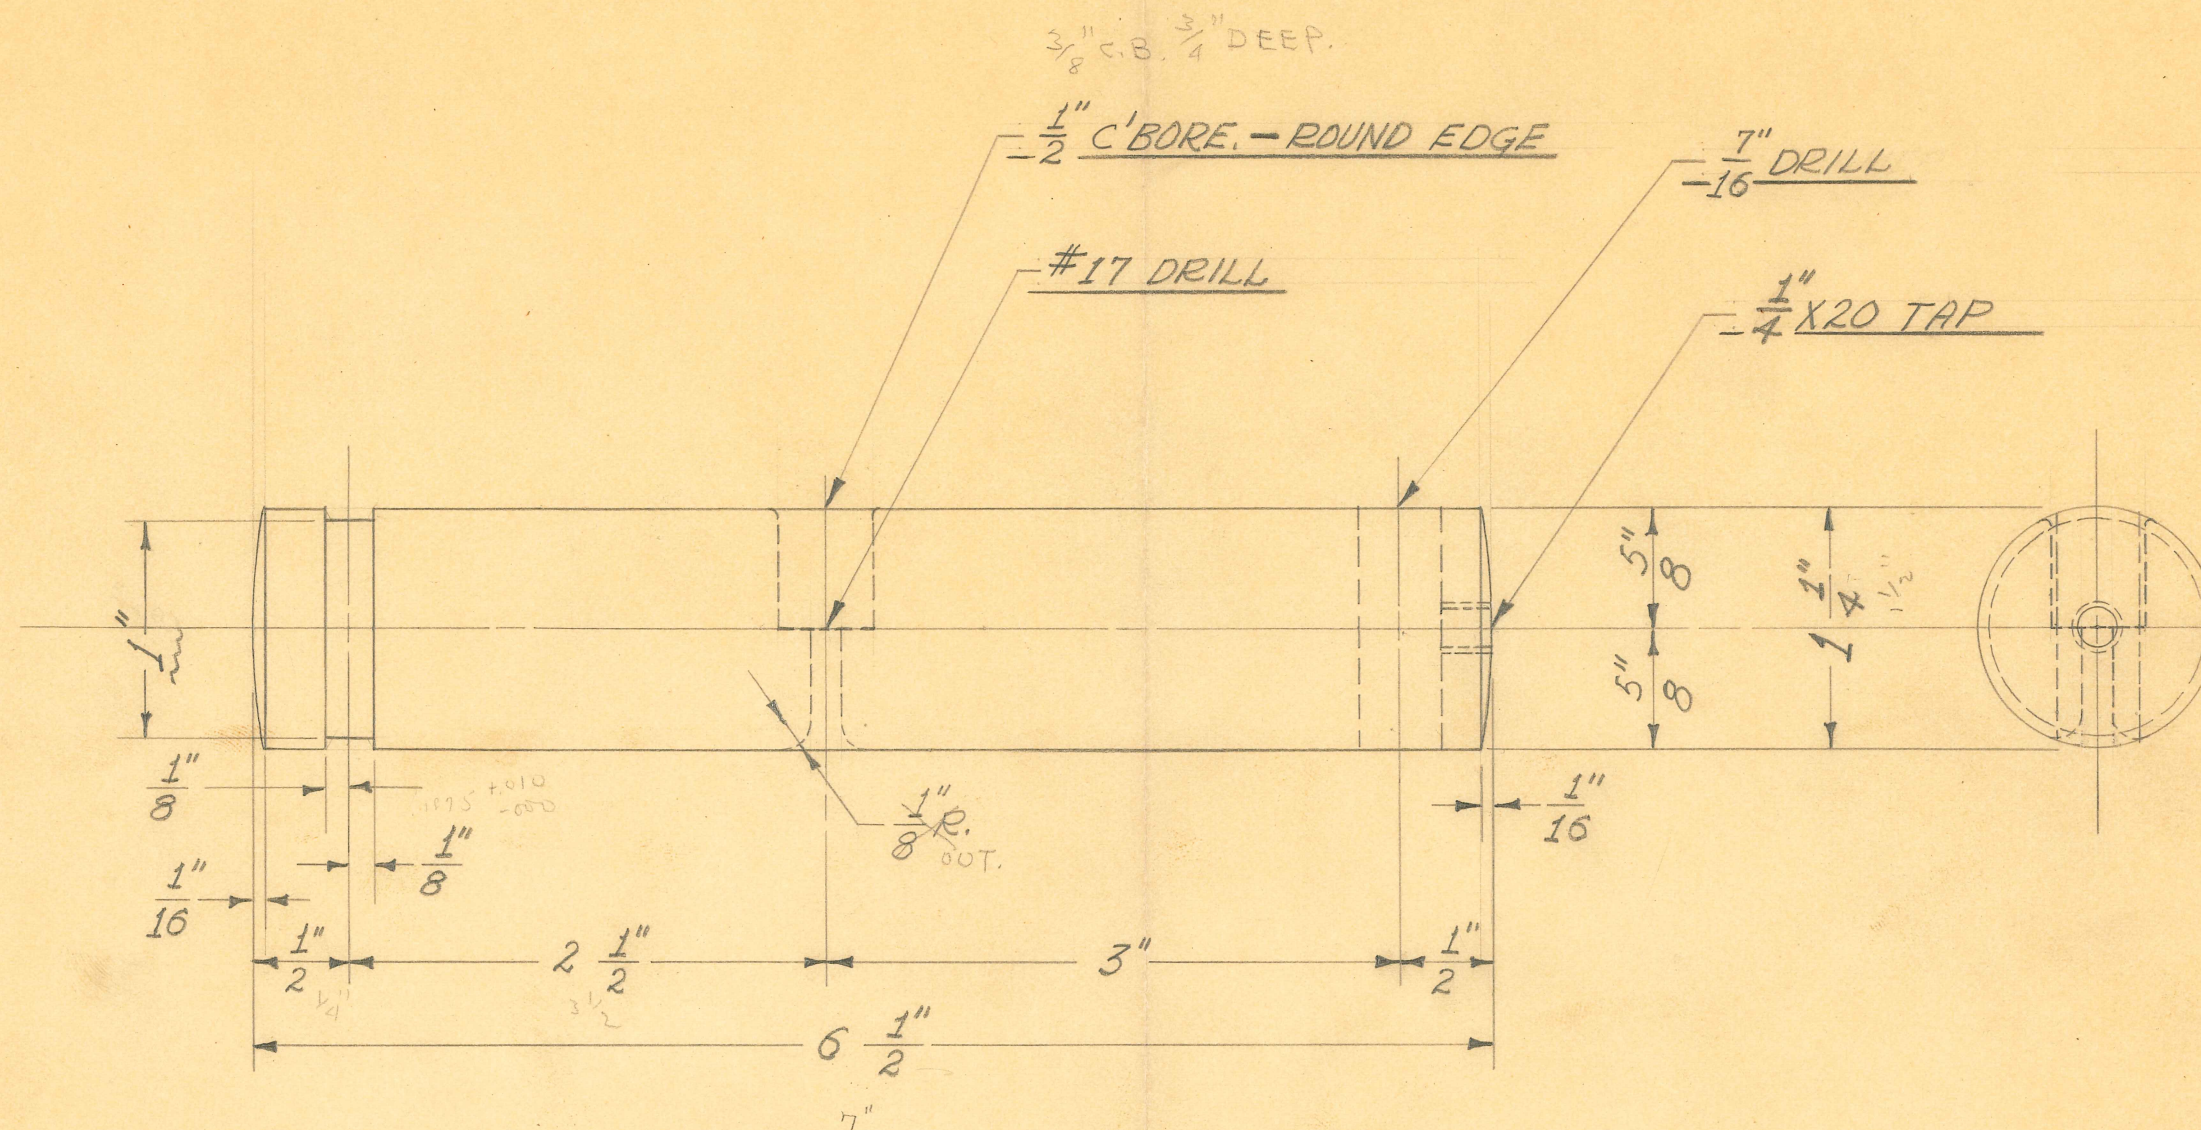 3/8" C.B. 3/4" DEEP.
1/2" C'BORE. — ROUND EDGE
7/16" DRILL
#17 DRILL
1/4" X20 TAP
5/8"
1 1/4"
1 1/2"
1"
5/8"
1/8"
.1875 +.010 -.000
1/8" R.
OUT.
1/16"
1/8"
1/16"
1/2"
2 1/2"
3"
1/2"
1/4"
3 1/2
6 1/2"
7"